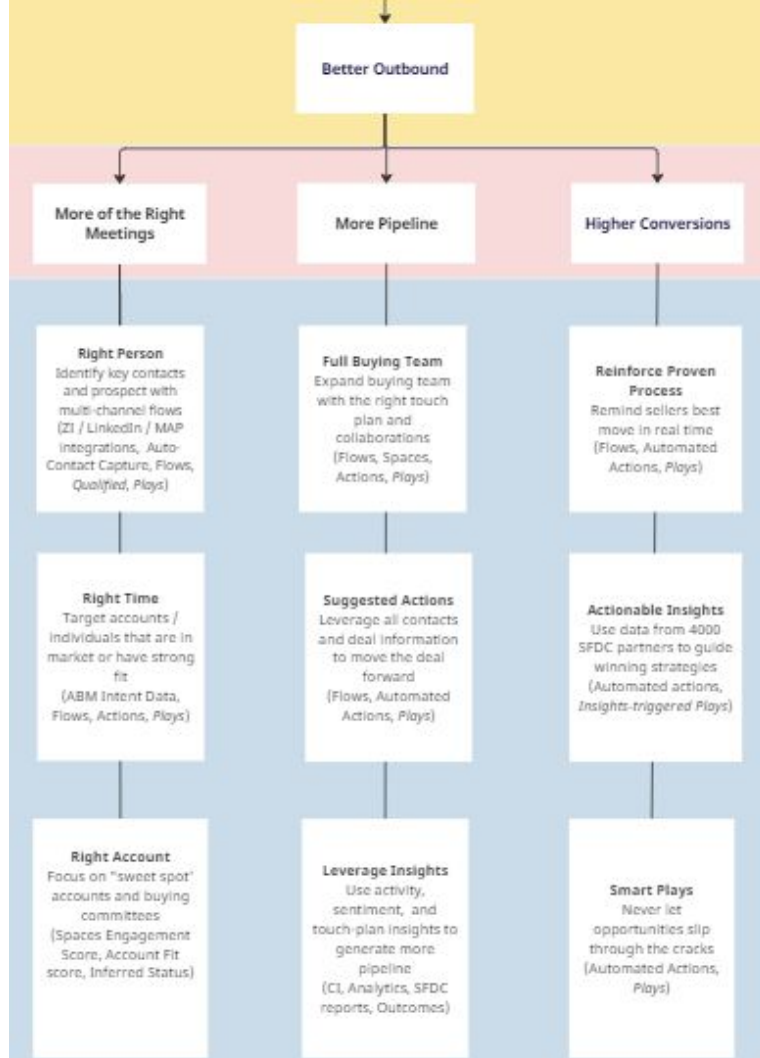 Better Outbound
More of the Right
Meetings
More Pipeline
Higher Conversions
Right Person
Identify key contacts
and prospect with
multi-channel flows
(ZI / LinkedIn / MAP
integrations, Auto-
Contact Capture, Flows,
Qualified, Plays)
Full Buying Team
Expand buying team
with the right touch
plan and
collaborations
(Flows, Spaces,
Actions, Plays)
Reinforce Proven
Process
Remind sellers best
move in real time
(Flows, Automated
Actions, Plays)
Right Time
Target accounts /
individuals that are in
market or have strong
fit
(ABM Intent Data,
Flows, Actions, Plays)
Suggested Actions
Leverage all contacts
and deal information
to move the deal
forward
(Flows, Automated
Actions, Plays)
Actionable Insights
Use data from 4000
SFDC partners to guide
winning strategies
(Automated actions,
Insights-triggered Plays)
Right Account
Focus on "sweet spot"
accounts and buying
committees
(Spaces Engagement
Score, Account Fit
score, Inferred Status)
Leverage Insights
Use activity,
sentiment, and
touch-plan insights to
generate more
pipeline
(CI, Analytics, SFDC
reports, Outcomes)
Smart Plays
Never let
opportunities slip
through the cracks
(Automated Actions,
Plays)